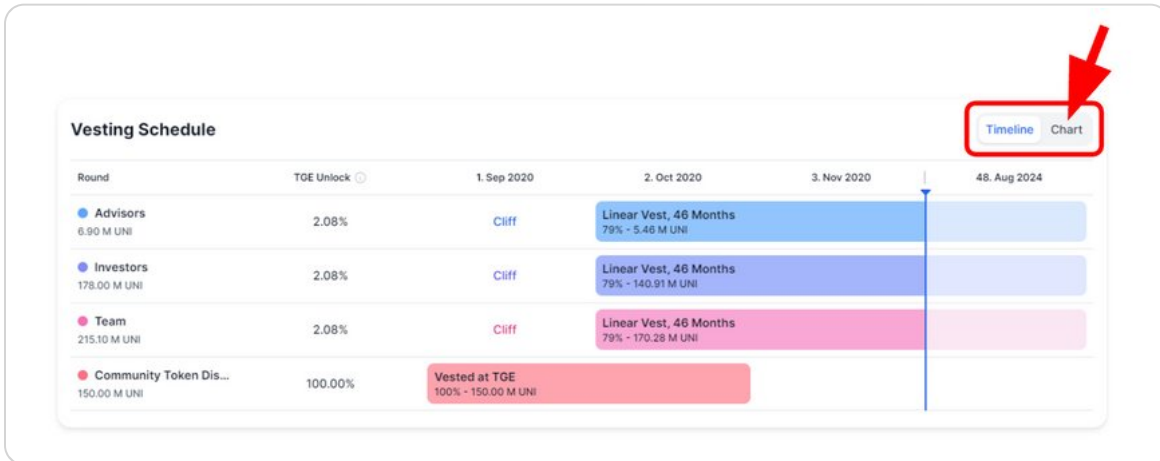 Vesting Schedule
Timeline Chart
Round TGE Unlock 1. Sep 2020 2. Oct 2020 3. Nov 2020 48. Aug 2024
Advisors
6.90 M UNI
2.08%
Cliff
Linear Vest, 46 Months
79% - 5.46 M UNI
Investors
178.00 M UNI
2.08%
Cliff
Linear Vest, 46 Months
79% - 140.91 M UNI
Team
215.10 M UNI
2.08%
Cliff
Linear Vest, 46 Months
79% - 170.28 M UNI
Community Token Dis...
150.00 M UNI
100.00%
Vested at TGE
100% - 150.00 M UNI